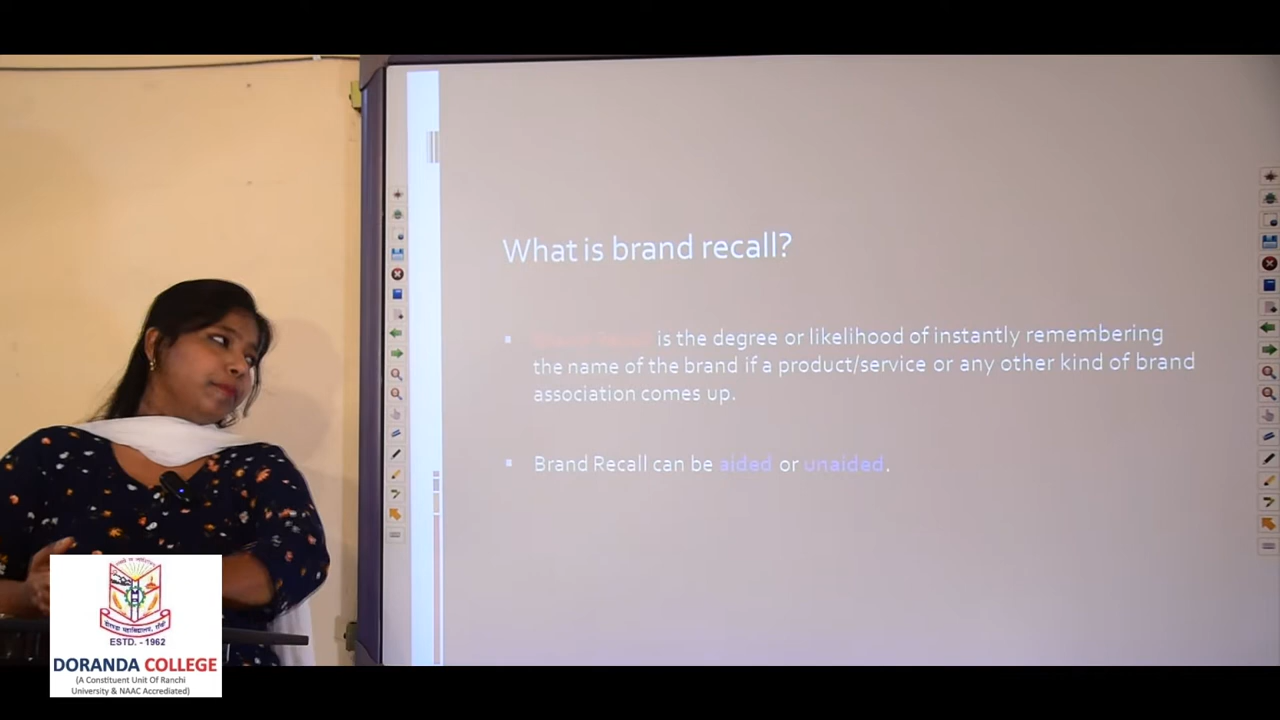 What is brand recall?
▪ is the degree or likelihood of instantly remembering
the name of the brand if a product/service or any other kind of brand
association comes up.
▪ Brand Recall can be aided or unaided.
ESTD. - 1962
DORANDA COLLEGE
(A Constituent Unit Of Ranchi
University & NAAC Accredited)